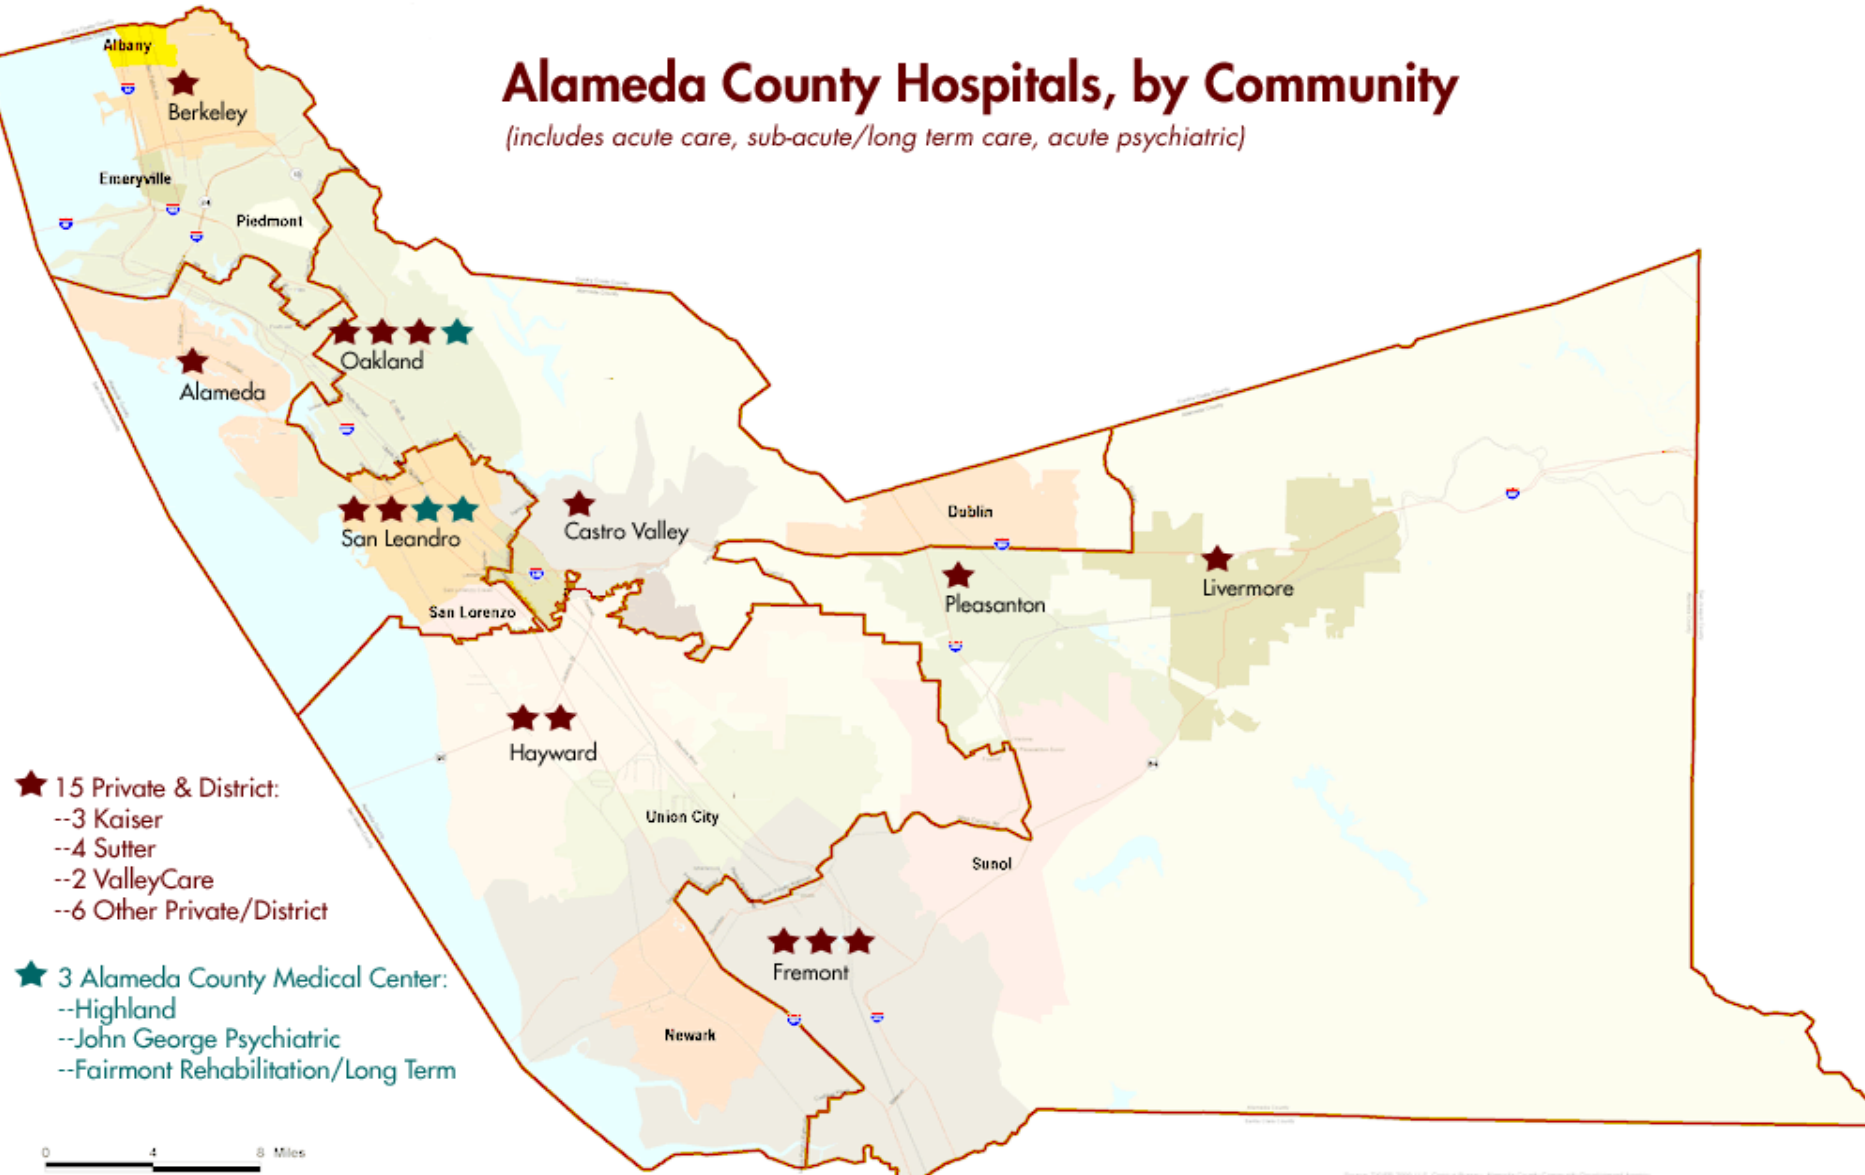 Alameda County Hospitals, by Community
(includes acute care, sub-acute/long term care, acute psychiatric)
Albany
Berkeley
Emeryville
Piedmont
Oakland
Alameda
San Leandro
Castro Valley
Dublin
Pleasanton
Livermore
San Lorenzo
Hayward
Union City
Sunol
Fremont
Newark
15 Private & District:
--3 Kaiser
--4 Sutter
--2 ValleyCare
--6 Other Private/District
3 Alameda County Medical Center:
--Highland
--John George Psychiatric
--Fairmont Rehabilitation/Long Term
0 4 8 Miles